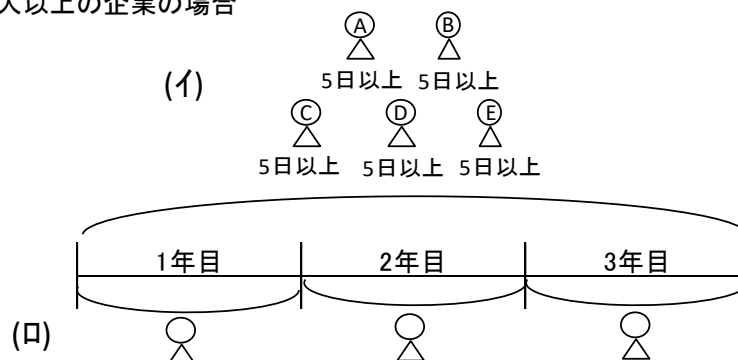 人以上の企業の場合
A B
(イ)
5日以上 5日以上
C D E
5日以上 5日以上 5日以上
1年目 2年目 3年目
(ロ)